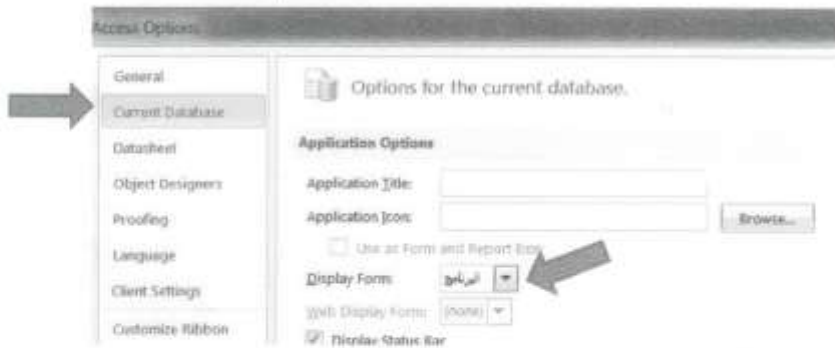 Access Options
General
Current Database
Datasheet
Object Designers
Proofing
Language
Client Settings
Customize Ribbon
Options for the current database.
Application Options
Application Title:
Application Icon:
Browse...
Use as Form and Report Icon
Display Form:
البرنامج
Web Display Form:
(none)
Display Status Bar